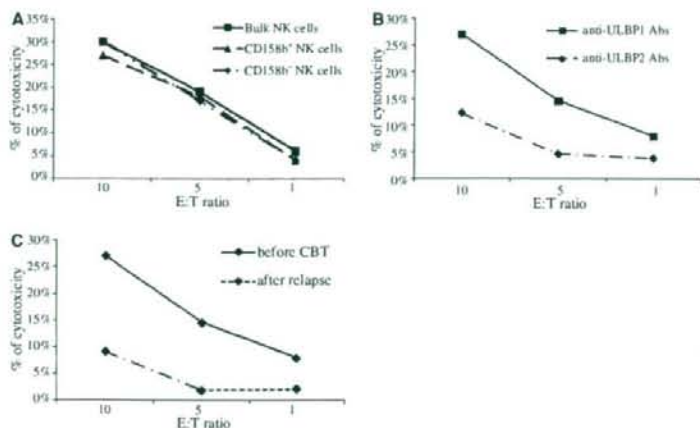 A
35%
30%
25%
20%
15%
10%
5%
0%
% of cytotoxicity
Bulk NK cells
CD158b⁺ NK cells
CD158b⁻ NK cells
10 5 1
E:T ratio
B
30%
25%
20%
15%
10%
5%
0%
% of cytotoxicity
anti-ULBP1 Abs
anti-ULBP2 Abs
10 5 1
E:T ratio
C
30%
25%
20%
15%
10%
5%
0%
% of cytotoxicity
before CBT
after relapse
10 5 1
E:T ratio